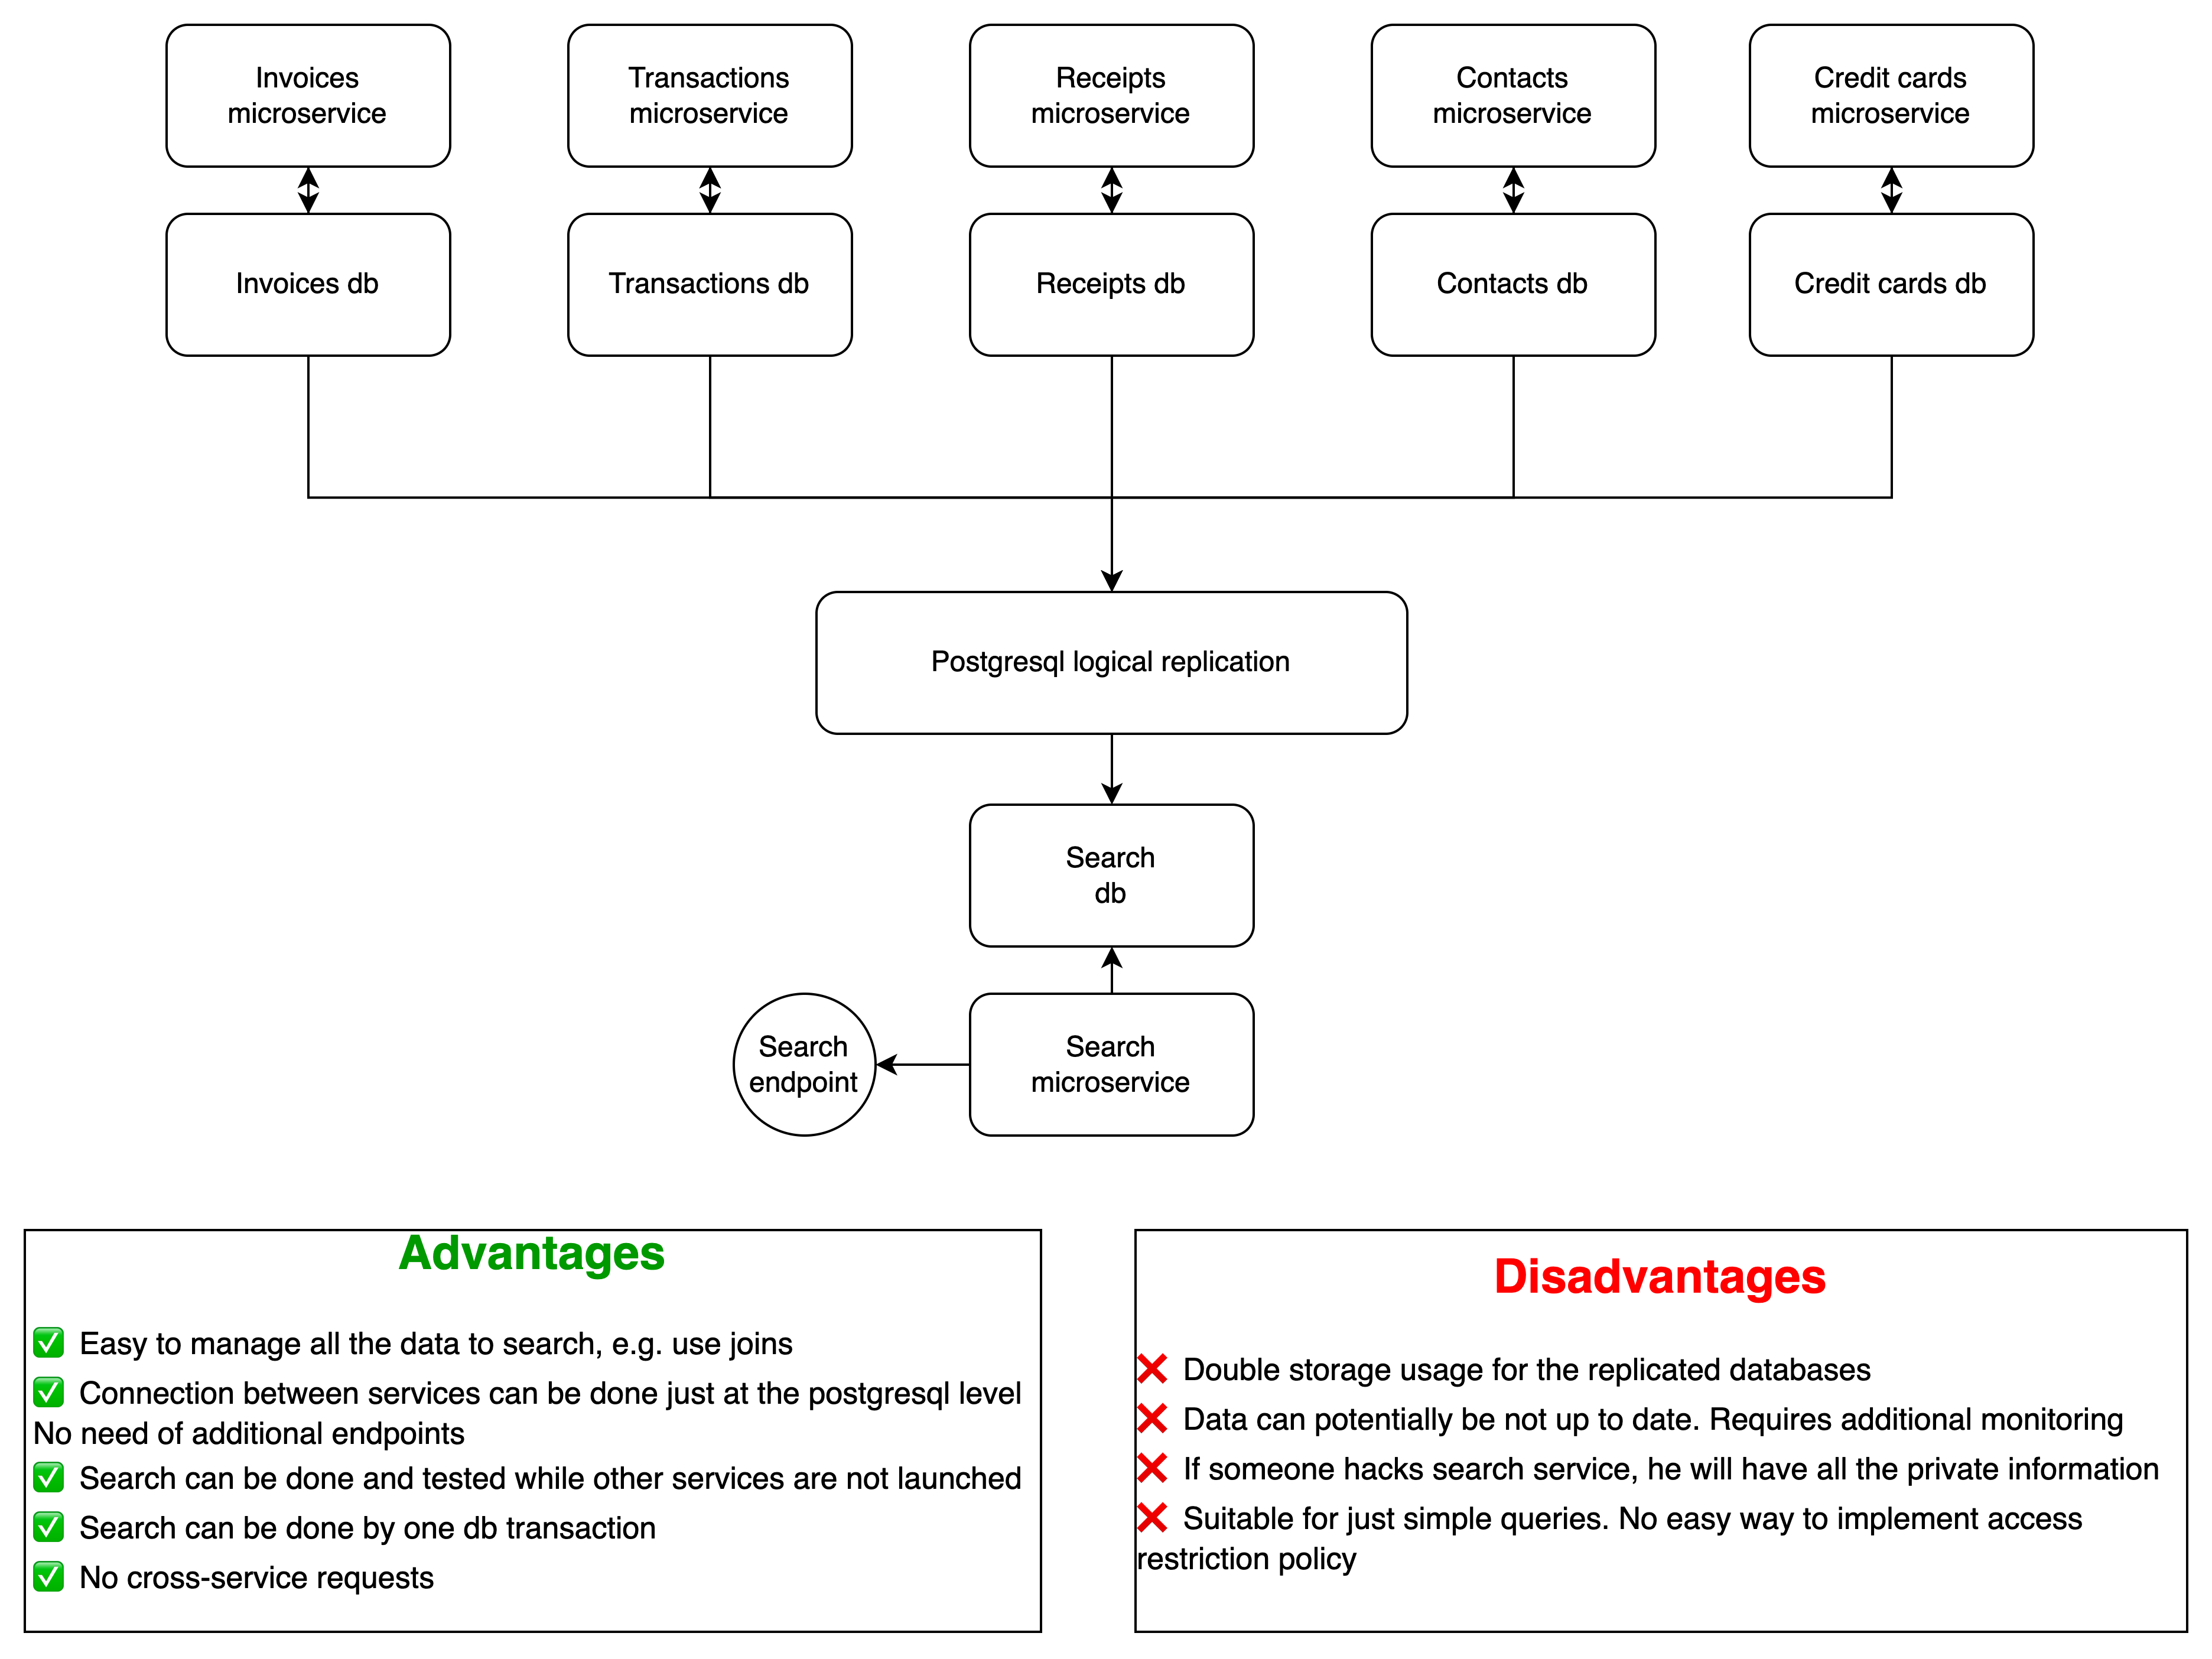 Invoices
microservice
Transactions
microservice
Receipts
microservice
Contacts
microservice
Credit cards
microservice
Invoices db
Transactions db
Receipts db
Contacts db
Credit cards db
Postgresql logical replication
Search
db
Search
endpoint
Search
microservice
Advantages
✅ Easy to manage all the data to search, e.g. use joins
✅ Connection between services can be done just at the postgresql level
No need of additional endpoints
✅ Search can be done and tested while other services are not launched
✅ Search can be done by one db transaction
✅ No cross-service requests
Disadvantages
❌ Double storage usage for the replicated databases
❌ Data can potentially be not up to date. Requires additional monitoring
❌ If someone hacks search service, he will have all the private information
❌ Suitable for just simple queries. No easy way to implement access
restriction policy